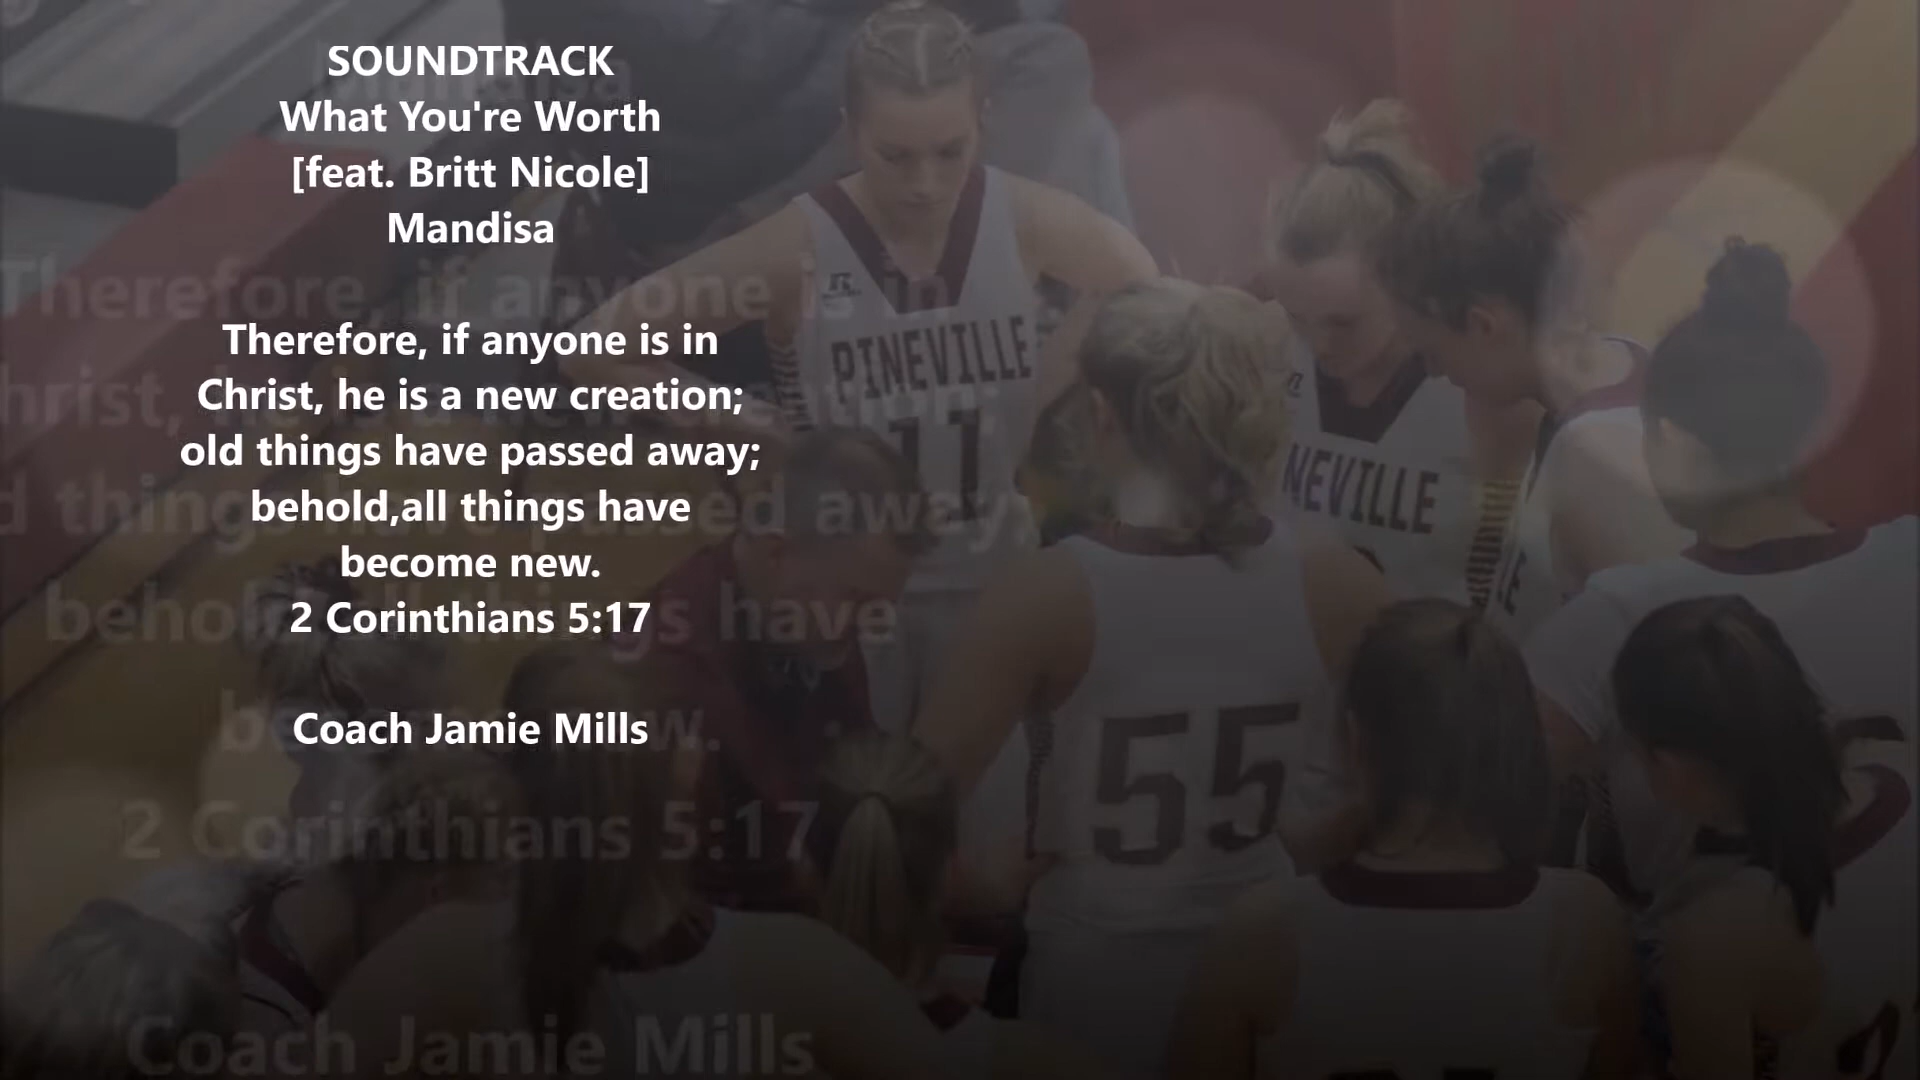 SOUNDTRACK
What You're Worth
[feat. Britt Nicole]
Mandisa
Therefore, if anyone is in
Christ, he is a new creation;
old things have passed away;
behold,all things have
become new.
2 Corinthians 5:17
Coach Jamie Mills
PINEVILLE
11
NEVILLE
55